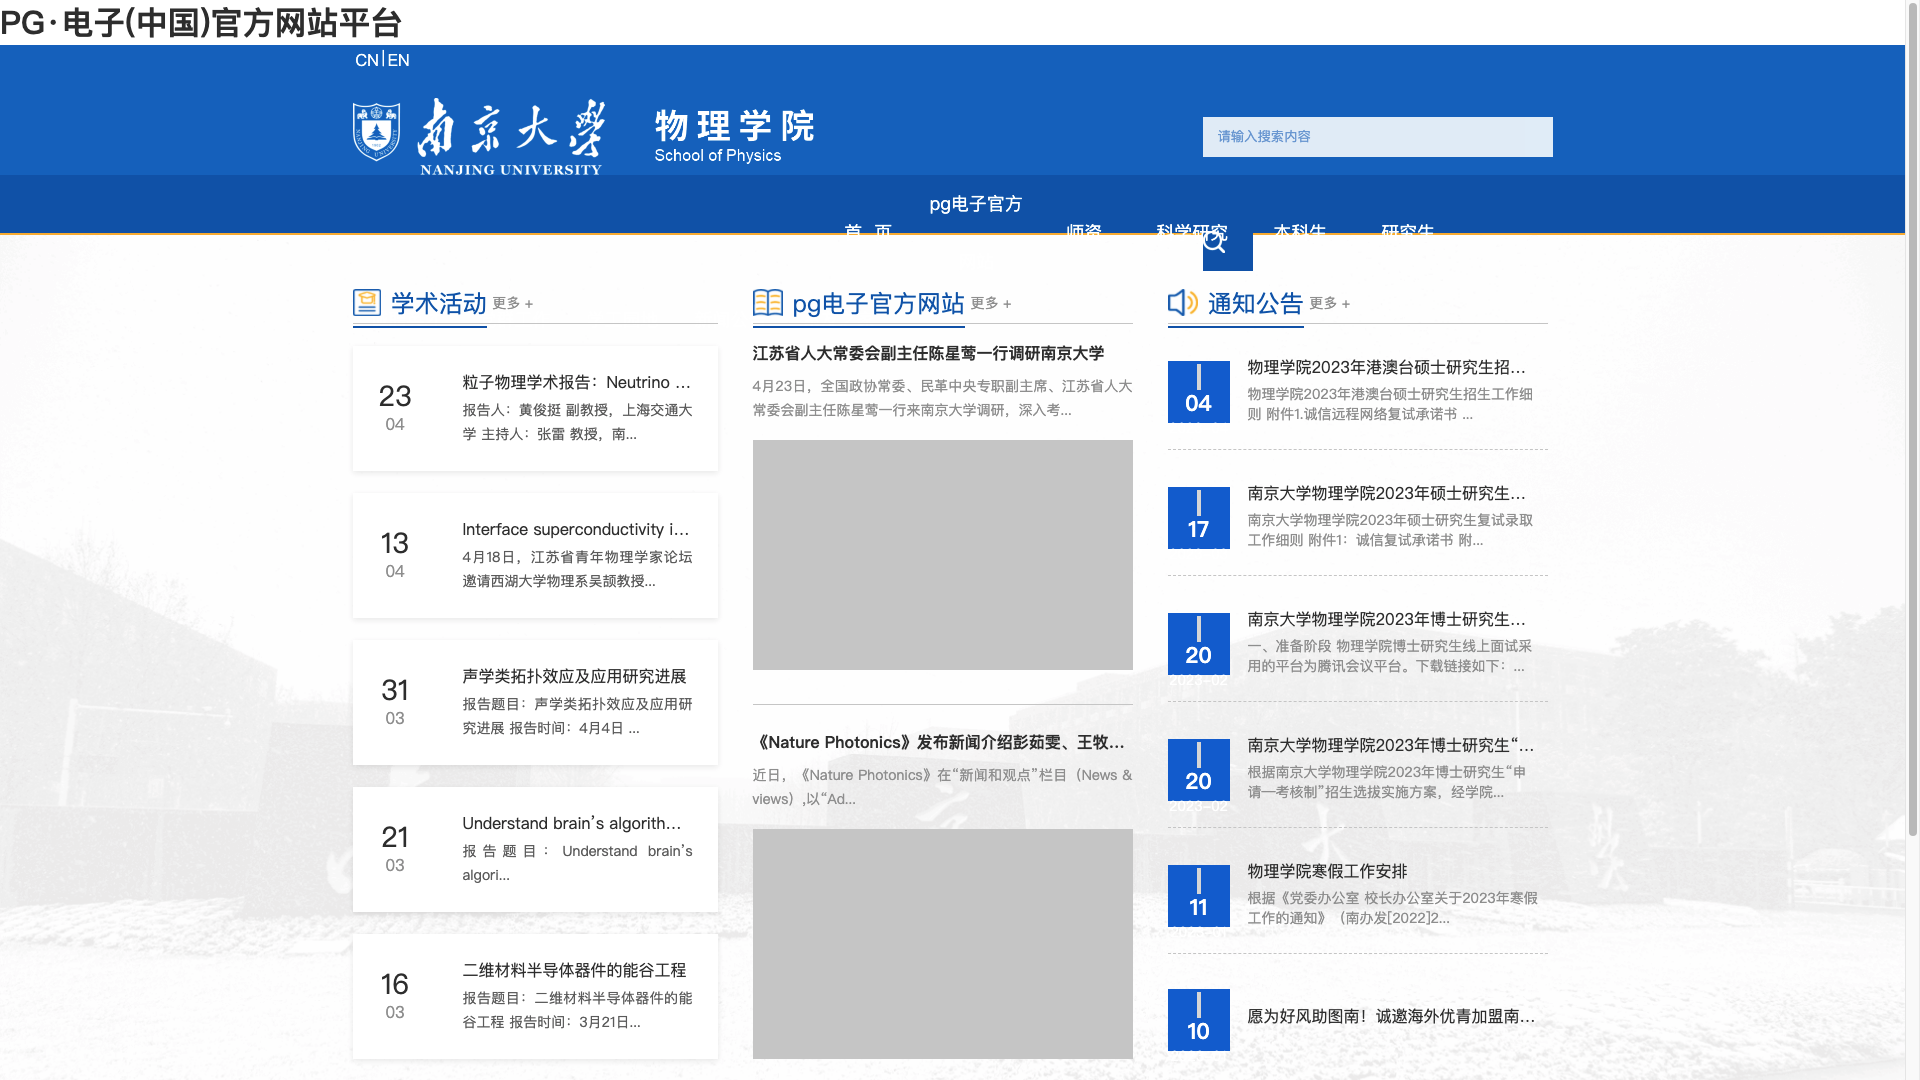 PG·电子(中国)官方网站平台
CN|EN
南京大学
NANJING UNIVERSITY
物理学院
School of Physics
请输入搜索内容
pg电子官方
首 页
师资
科学研究
本科生
研究生
学术活动 更多 +
23
04
粒子物理学术报告：Neutrino ...
报告人：黄俊挺 副教授，上海交通大
学 主持人：张雷 教授，南...
13
04
Interface superconductivity i...
4月18日，江苏省青年物理学家论坛
邀请西湖大学物理系吴颉教授...
31
03
声学类拓扑效应及应用研究进展
报告题目：声学类拓扑效应及应用研
究进展 报告时间：4月4日 ...
21
03
Understand brain's algorith...
报 告 题 目 ： Understand brain's
algori...
16
03
二维材料半导体器件的能谷工程
报告题目：二维材料半导体器件的能
谷工程 报告时间：3月21日...
pg电子官方网站 更多 +
江苏省人大常委会副主任陈星莺一行调研南京大学
4月23日，全国政协常委、民革中央专职副主席、江苏省人大
常委会副主任陈星莺一行来南京大学调研，深入考...
《Nature Photonics》发布新闻介绍彭茹雯、王牧...
近日，《Nature Photonics》在“新闻和观点”栏目（News &
views）,以“Ad...
通知公告 更多 +
04
物理学院2023年港澳台硕士研究生招...
物理学院2023年港澳台硕士研究生招生工作细
则 附件1.诚信远程网络复试承诺书 ...
17
南京大学物理学院2023年硕士研究生...
南京大学物理学院2023年硕士研究生复试录取
工作细则 附件1：诚信复试承诺书 附...
20
2023-02
南京大学物理学院2023年博士研究生...
一、准备阶段 物理学院博士研究生线上面试采
用的平台为腾讯会议平台。下载链接如下：...
20
2023-02
南京大学物理学院2023年博士研究生“...
根据南京大学物理学院2023年博士研究生“申
请—考核制”招生选拔实施方案，经学院...
11
物理学院寒假工作安排
根据《党委办公室 校长办公室关于2023年寒假
工作的通知》（南办发[2022]2...
10
愿为好风助图南！诚邀海外优青加盟南...